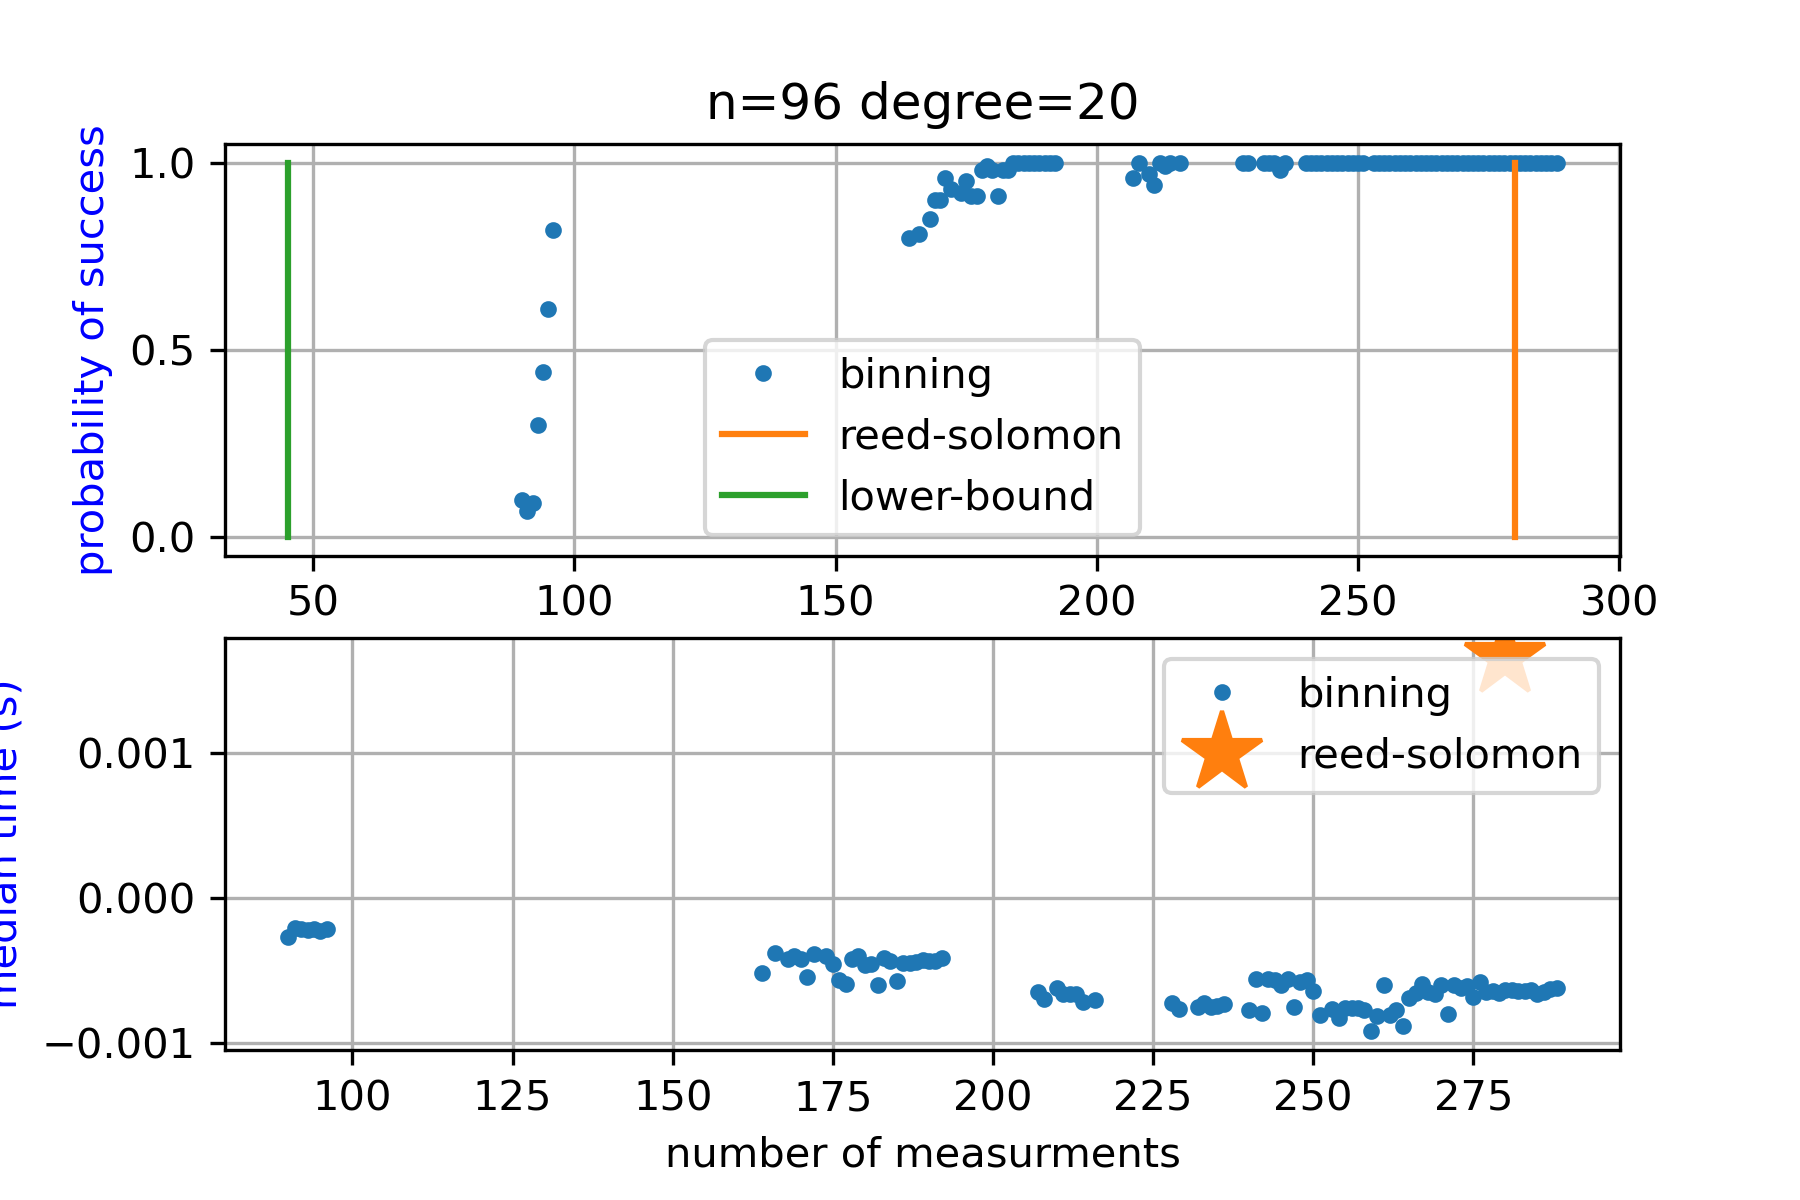 n=96 degree=20
probability of success
1.0
0.5
0.0
binning
reed-solomon
lower-bound
50 100 150 200 250 300
median time (s)
0.001
0.000
−0.001
binning
reed-solomon
100 125 150 175 200 225 250 275
number of measurments